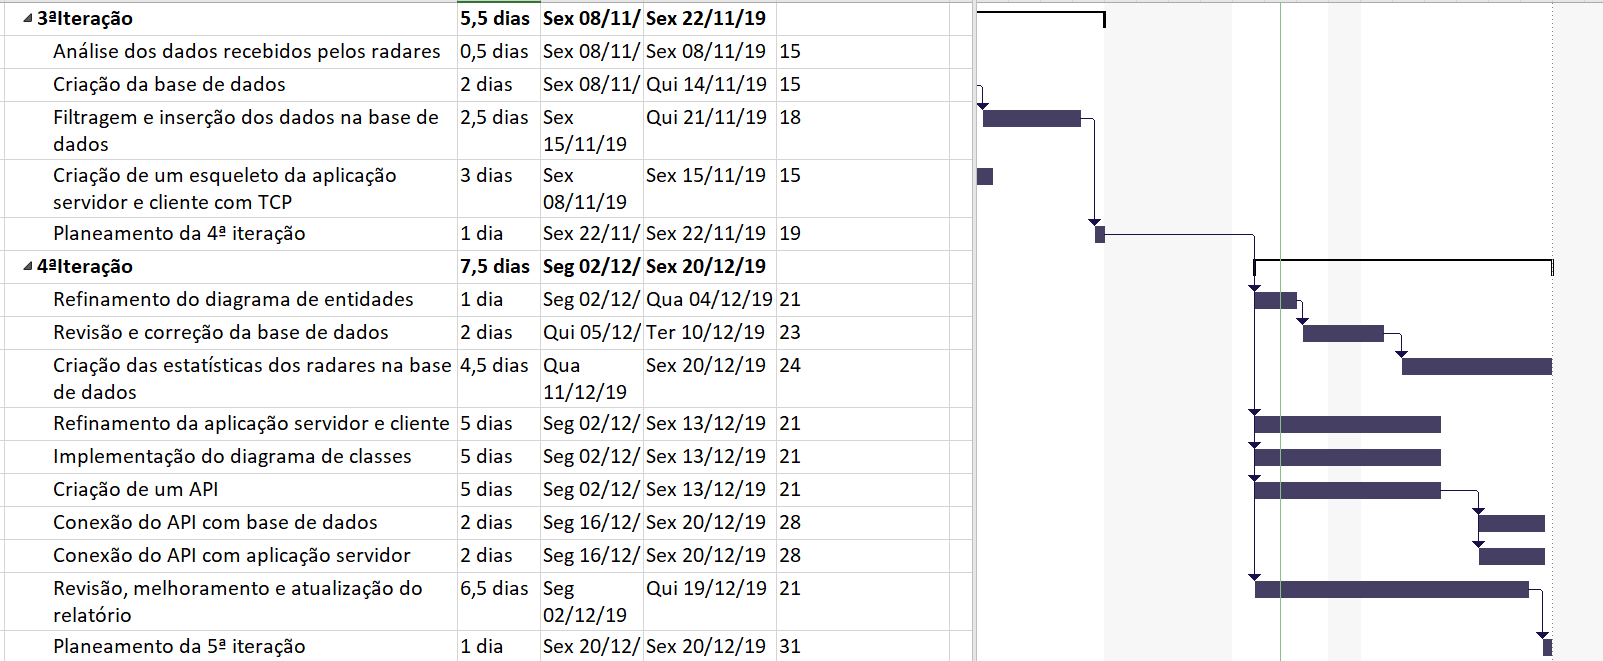 3ªIteração 5,5 dias Sex 08/11/ Sex 22/11/19
Análise dos dados recebidos pelos radares 0,5 dias Sex 08/11/ Sex 08/11/19 15
Criação da base de dados 2 dias Sex 08/11/ Qui 14/11/19 15
Filtragem e inserção dos dados na base de 2,5 dias Sex Qui 21/11/19 18
dados 15/11/19
Criação de um esqueleto da aplicação 3 dias Sex Sex 15/11/19 15
servidor e cliente com TCP 08/11/19
Planeamento da 4ª iteração 1 dia Sex 22/11/ Sex 22/11/19 19
4ªIteração 7,5 dias Seg 02/12/ Sex 20/12/19
Refinamento do diagrama de entidades 1 dia Seg 02/12/ Qua 04/12/19 21
Revisão e correção da base de dados 2 dias Qui 05/12/ Ter 10/12/19 23
Criação das estatísticas dos radares na base 4,5 dias Qua Sex 20/12/19 24
de dados 11/12/19
Refinamento da aplicação servidor e cliente 5 dias Seg 02/12/ Sex 13/12/19 21
Implementação do diagrama de classes 5 dias Seg 02/12/ Sex 13/12/19 21
Criação de um API 5 dias Seg 02/12/ Sex 13/12/19 21
Conexão do API com base de dados 2 dias Seg 16/12/ Sex 20/12/19 28
Conexão do API com aplicação servidor 2 dias Seg 16/12/ Sex 20/12/19 28
Revisão, melhoramento e atualização do 6,5 dias Seg Qui 19/12/19 21
relatório 02/12/19
Planeamento da 5ª iteração 1 dia Sex 20/12/ Sex 20/12/19 31